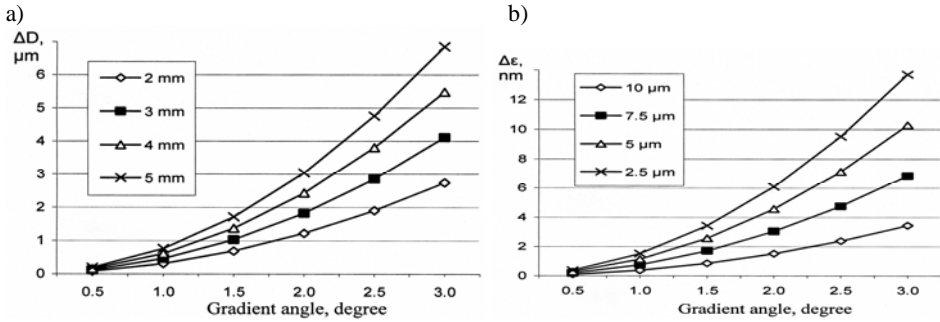 a)
ΔD,
μm
6
5
4
3
2
1
0
2 mm
3 mm
4 mm
5 mm
0.5 1.0 1.5 2.0 2.5 3.0
Gradient angle, degree
b)
Δε,
nm
12
10
8
6
4
2
0
10 μm
7.5 μm
5 μm
2.5 μm
0.5 1.0 1.5 2.0 2.5 3.0
Gradient angle, degree